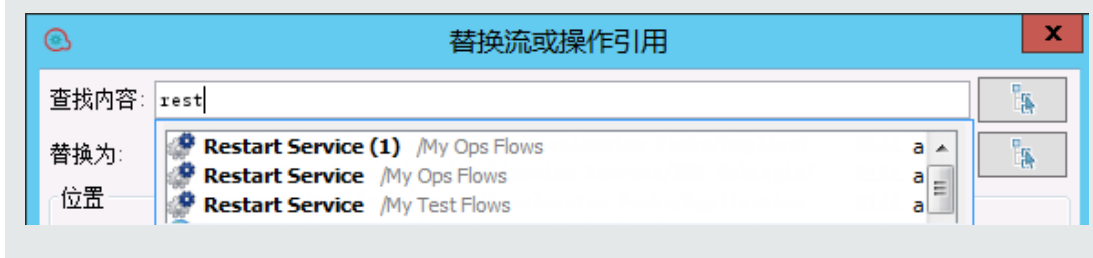 替换流或操作引用
x
查找内容: rest
替换为:
Restart Service (1) /My Ops Flows a
Restart Service /My Ops Flows a
位置
Restart Service /My Test Flows a